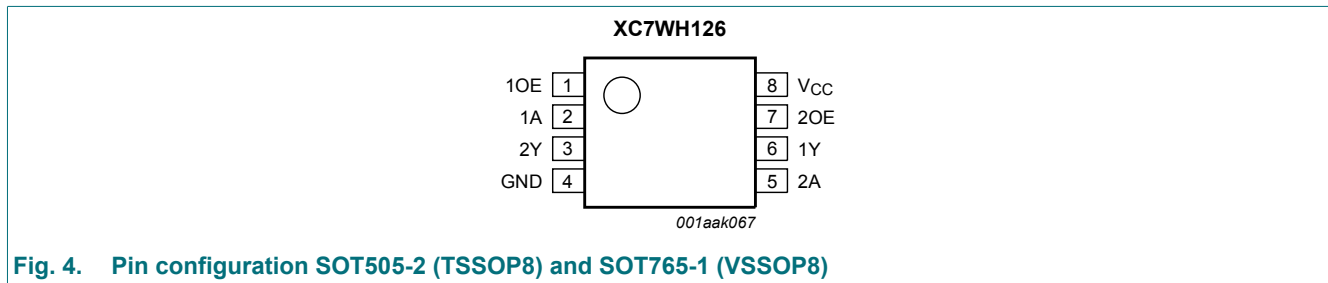 XC7WH126
1OE 1
1A 2
2Y 3
GND 4
8 VCC
7 2OE
6 1Y
5 2A
001aak067
Fig. 4. Pin configuration SOT505-2 (TSSOP8) and SOT765-1 (VSSOP8)